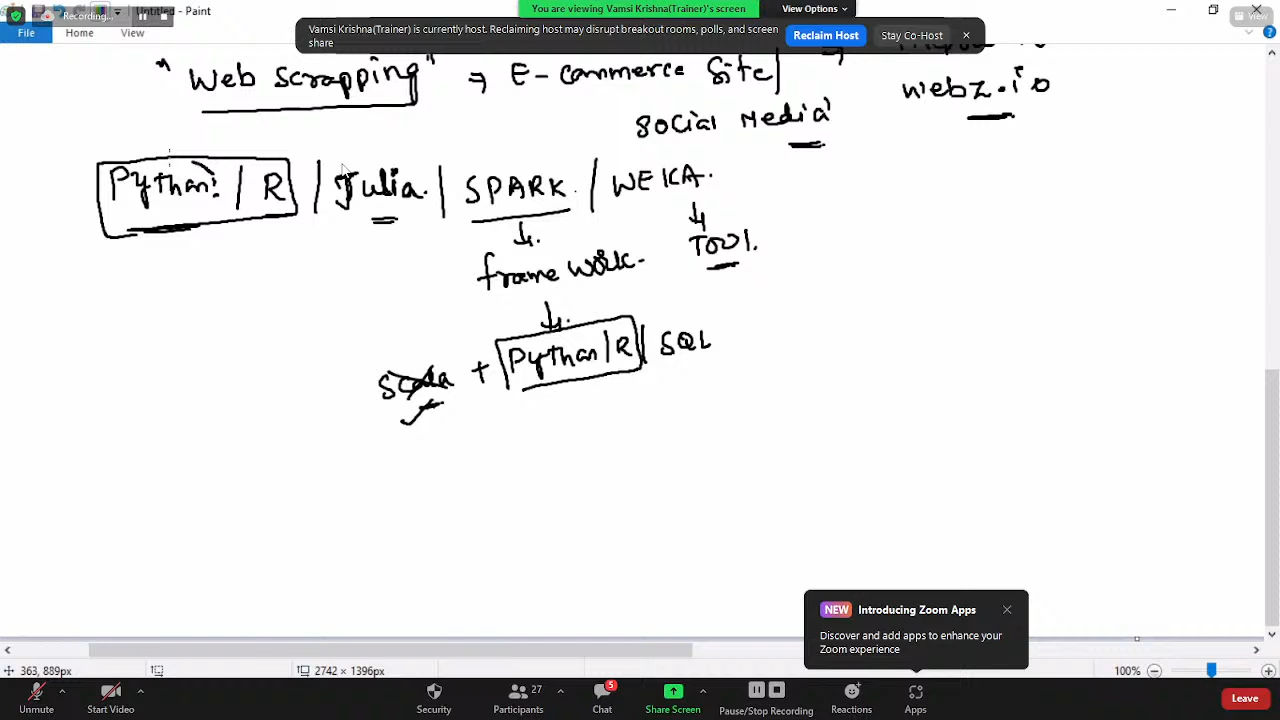 Recording...
Untitled - Paint
You are viewing Vamsi Krishna(Trainer)'s screen
View Options
View
File
Home
View
Vamsi Krishna(Trainer) is currently host. Reclaiming host may disrupt breakout rooms, polls, and screen
share
Reclaim Host
Stay Co-Host
"Web Scrapping" => E-commerce Site
webz.io
Social Media
Python: | R | Julia. | SPARK. | WEKA.
Tool.
frame work.
Scala + Python | R | SQL
NEW Introducing Zoom Apps
Discover and add apps to enhance your
Zoom experience
363, 889px
2742 × 1396px
100%
Unmute
Start Video
Security
Participants 27
Chat 5
Share Screen
Pause/Stop Recording
Reactions
Apps
Leave